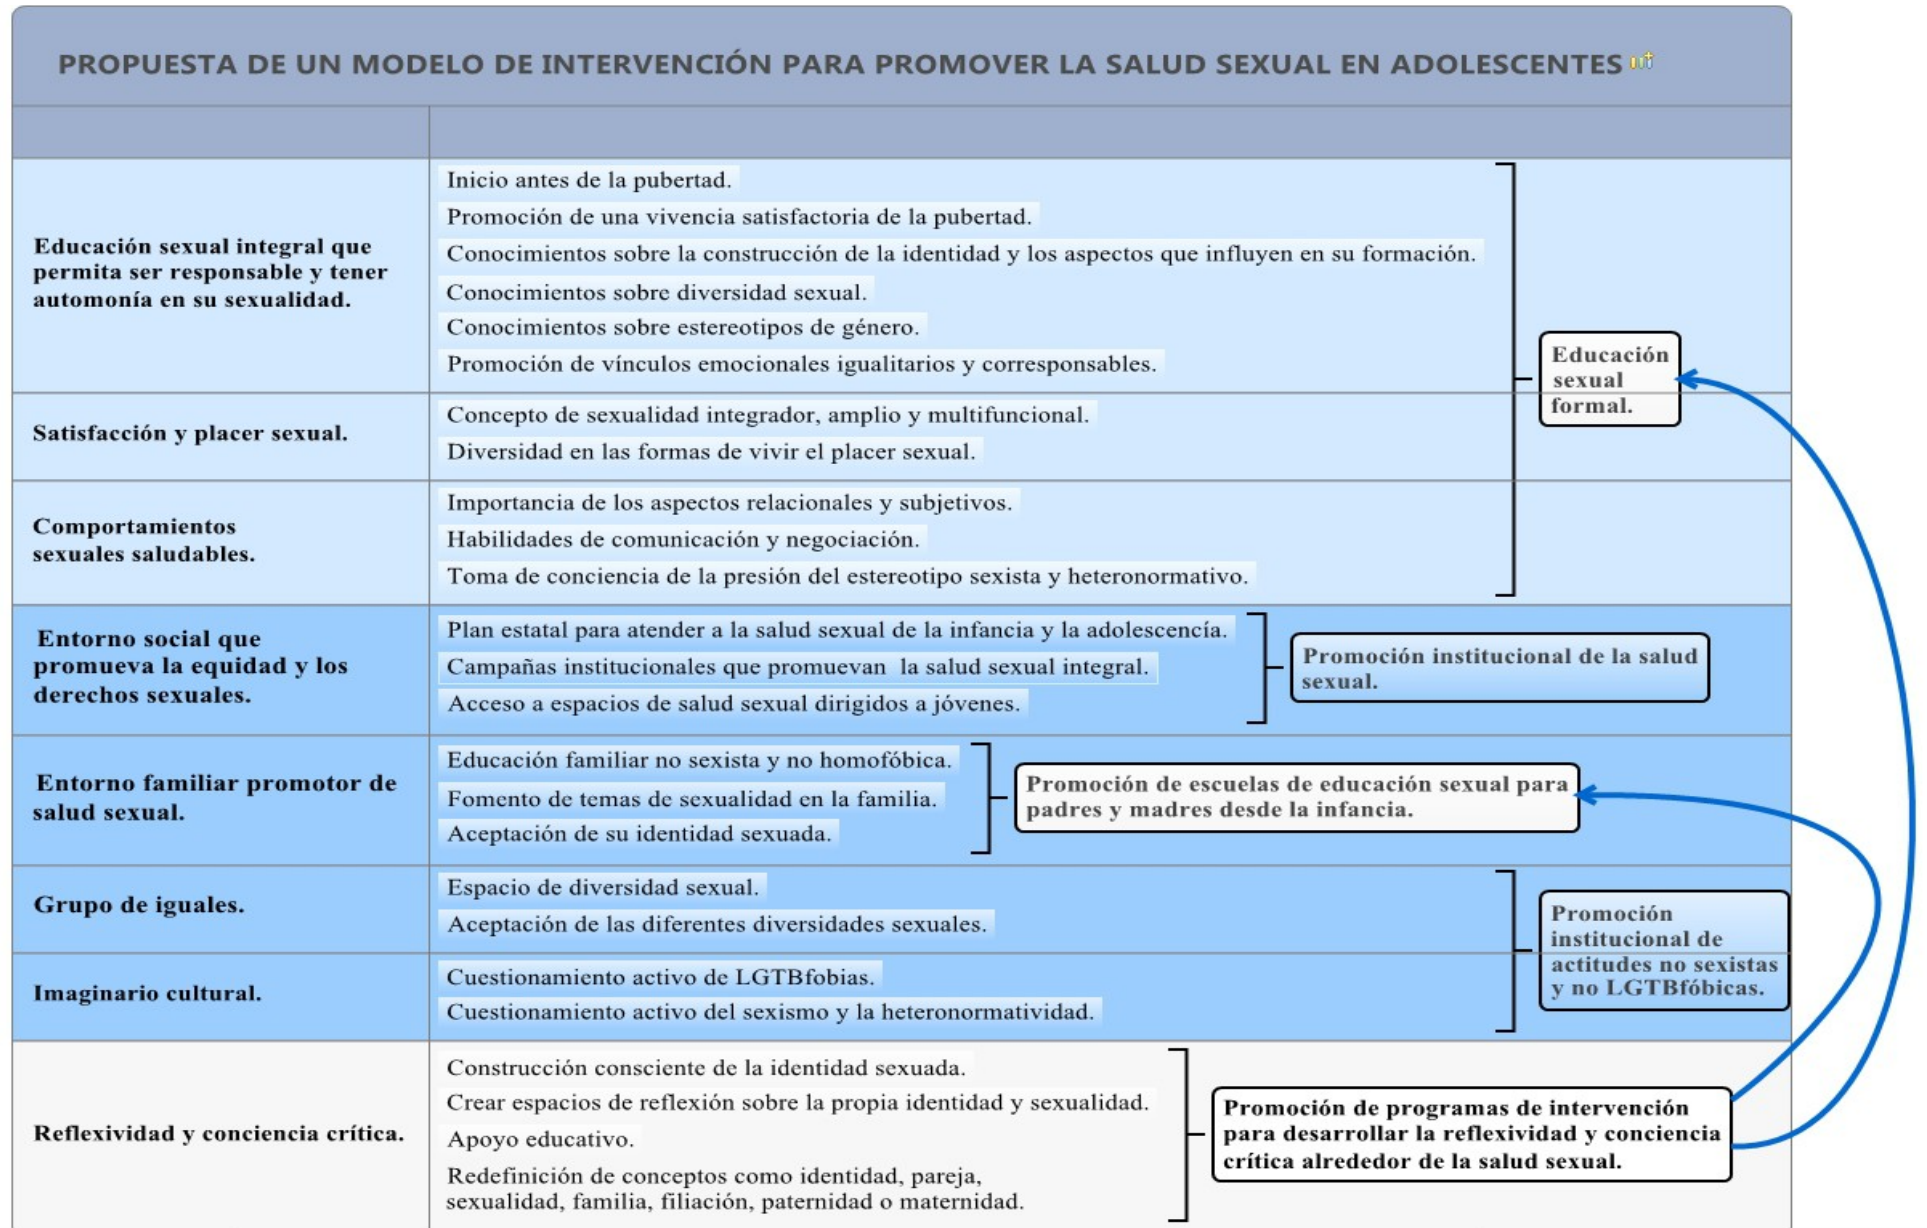 PROPUESTA DE UN MODELO DE INTERVENCIÓN PARA PROMOVER LA SALUD SEXUAL EN ADOLESCENTES
Educación sexual integral que
permita ser responsable y tener
automonía en su sexualidad.
Inicio antes de la pubertad.
Promoción de una vivencia satisfactoria de la pubertad.
Conocimientos sobre la construcción de la identidad y los aspectos que influyen en su formación.
Conocimientos sobre diversidad sexual.
Conocimientos sobre estereotipos de género.
Promoción de vínculos emocionales igualitarios y corresponsables.
Satisfacción y placer sexual.
Concepto de sexualidad integrador, amplio y multifuncional.
Diversidad en las formas de vivir el placer sexual.
Comportamientos
sexuales saludables.
Importancia de los aspectos relacionales y subjetivos.
Habilidades de comunicación y negociación.
Toma de conciencia de la presión del estereotipo sexista y heteronormativo.
Educación
sexual
formal.
Entorno social que
promueva la equidad y los
derechos sexuales.
Plan estatal para atender a la salud sexual de la infancia y la adolescencía.
Campañas institucionales que promuevan la salud sexual integral.
Acceso a espacios de salud sexual dirigidos a jóvenes.
Promoción institucional de la salud
sexual.
Entorno familiar promotor de
salud sexual.
Educación familiar no sexista y no homofóbica.
Fomento de temas de sexualidad en la familia.
Aceptación de su identidad sexuada.
Promoción de escuelas de educación sexual para
padres y madres desde la infancia.
Grupo de iguales.
Espacio de diversidad sexual.
Aceptación de las diferentes diversidades sexuales.
Imaginario cultural.
Cuestionamiento activo de LGTBfobias.
Cuestionamiento activo del sexismo y la heteronormatividad.
Promoción
institucional de
actitudes no sexistas
y no LGTBfóbicas.
Reflexividad y conciencia crítica.
Construcción consciente de la identidad sexuada.
Crear espacios de reflexión sobre la propia identidad y sexualidad.
Apoyo educativo.
Redefinición de conceptos como identidad, pareja,
sexualidad, familia, filiación, paternidad o maternidad.
Promoción de programas de intervención
para desarrollar la reflexividad y conciencia
crítica alrededor de la salud sexual.